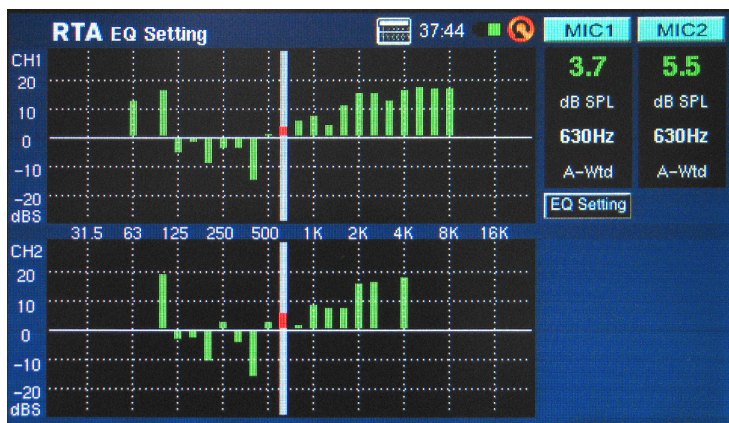 RTA EQ Setting 37:44 MIC1 MIC2
CH1
20
10
0
-10
-20
dBS
3.7 5.5
dB SPL dB SPL
630Hz 630Hz
A-Wtd A-Wtd
EQ Setting
31.5 63 125 250 500 1K 2K 4K 8K 16K
CH2
20
10
0
-10
-20
dBS